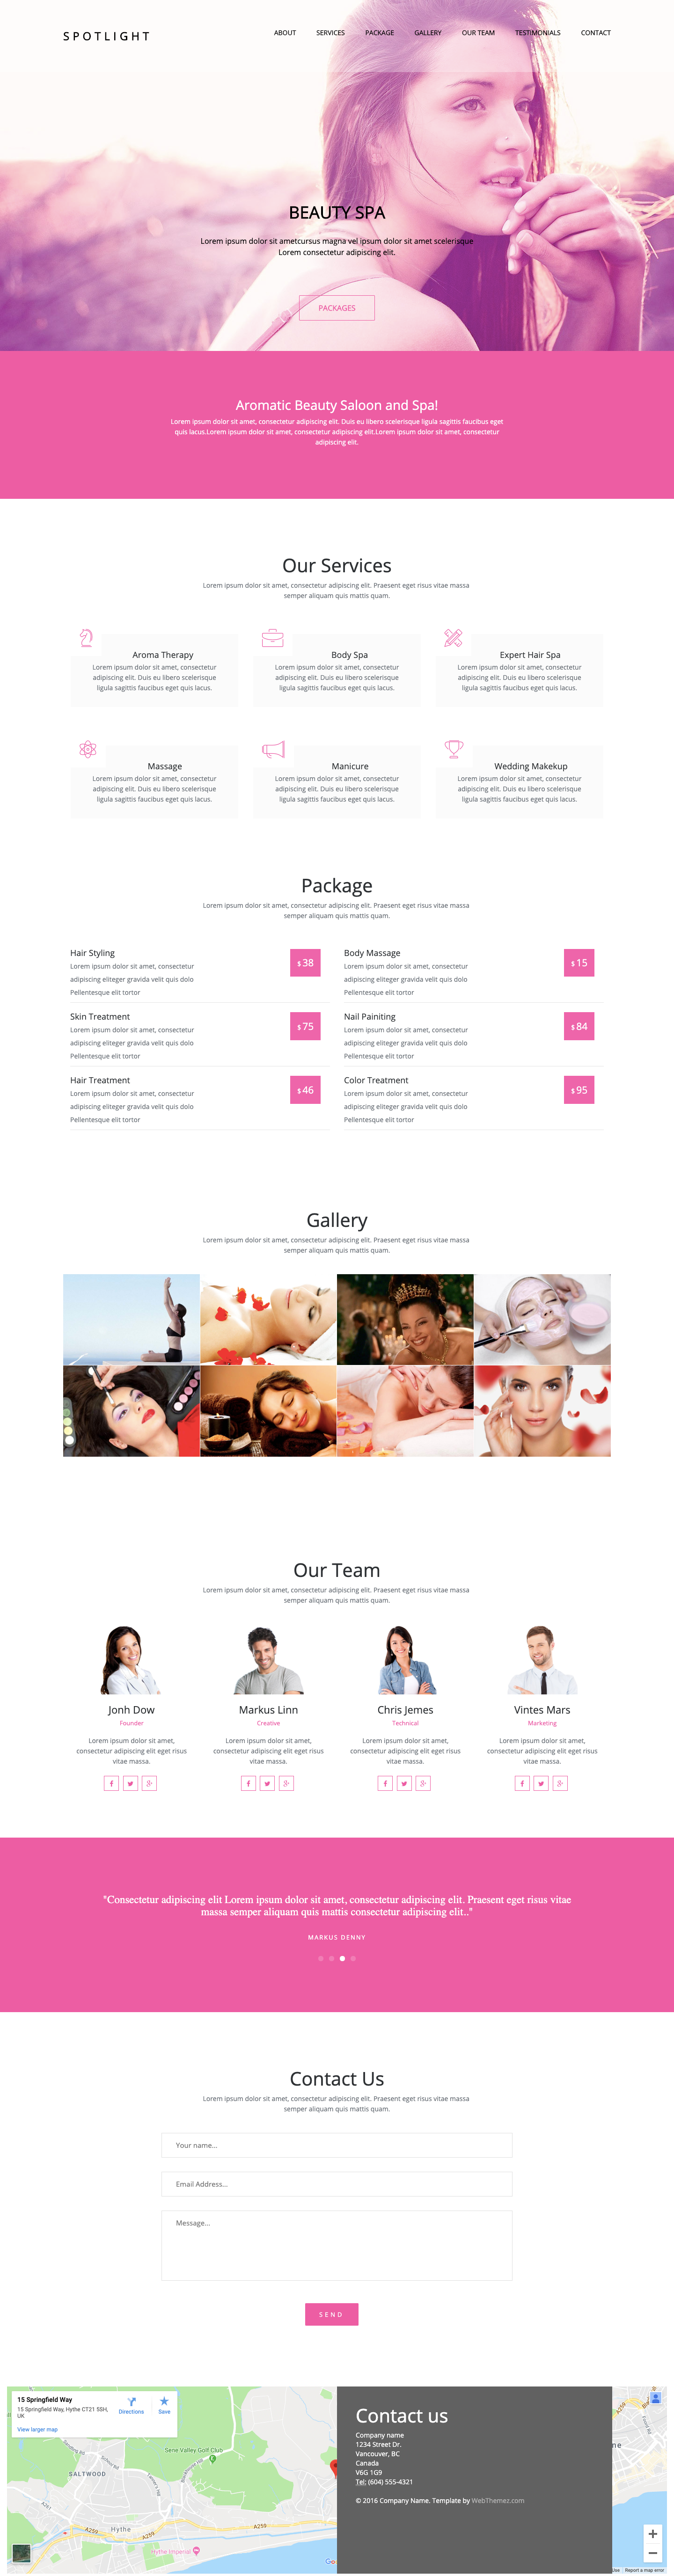 SPOTLIGHT
ABOUT SERVICES PACKAGE GALLERY OUR TEAM TESTIMONIALS CONTACT
BEAUTY SPA
Lorem ipsum dolor sit ametcursus magna vel ipsum dolor sit amet scelerisque
Lorem consectetur adipiscing elit.
PACKAGES
Aromatic Beauty Saloon and Spa!
Lorem ipsum dolor sit amet, consectetur adipiscing elit. Duis eu libero scelerisque ligula sagittis faucibus eget
quis lacus.Lorem ipsum dolor sit amet, consectetur adipiscing elit.Lorem ipsum dolor sit amet, consectetur
adipiscing elit.
Our Services
Lorem ipsum dolor sit amet, consectetur adipiscing elit. Praesent eget risus vitae massa
semper aliquam quis mattis quam.
Aroma Therapy
Lorem ipsum dolor sit amet, consectetur
adipiscing elit. Duis eu libero scelerisque
ligula sagittis faucibus eget quis lacus.
Body Spa
Lorem ipsum dolor sit amet, consectetur
adipiscing elit. Duis eu libero scelerisque
ligula sagittis faucibus eget quis lacus.
Expert Hair Spa
Lorem ipsum dolor sit amet, consectetur
adipiscing elit. Duis eu libero scelerisque
ligula sagittis faucibus eget quis lacus.
Massage
Lorem ipsum dolor sit amet, consectetur
adipiscing elit. Duis eu libero scelerisque
ligula sagittis faucibus eget quis lacus.
Manicure
Lorem ipsum dolor sit amet, consectetur
adipiscing elit. Duis eu libero scelerisque
ligula sagittis faucibus eget quis lacus.
Wedding Makekup
Lorem ipsum dolor sit amet, consectetur
adipiscing elit. Duis eu libero scelerisque
ligula sagittis faucibus eget quis lacus.
Package
Lorem ipsum dolor sit amet, consectetur adipiscing elit. Praesent eget risus vitae massa
semper aliquam quis mattis quam.
Hair Styling
Lorem ipsum dolor sit amet, consectetur
adipiscing eliteger gravida velit quis dolo
Pellentesque elit tortor
$ 38
Body Massage
Lorem ipsum dolor sit amet, consectetur
adipiscing eliteger gravida velit quis dolo
Pellentesque elit tortor
$ 15
Skin Treatment
Lorem ipsum dolor sit amet, consectetur
adipiscing eliteger gravida velit quis dolo
Pellentesque elit tortor
$ 75
Nail Painiting
Lorem ipsum dolor sit amet, consectetur
adipiscing eliteger gravida velit quis dolo
Pellentesque elit tortor
$ 84
Hair Treatment
Lorem ipsum dolor sit amet, consectetur
adipiscing eliteger gravida velit quis dolo
Pellentesque elit tortor
$ 46
Color Treatment
Lorem ipsum dolor sit amet, consectetur
adipiscing eliteger gravida velit quis dolo
Pellentesque elit tortor
$ 95
Gallery
Lorem ipsum dolor sit amet, consectetur adipiscing elit. Praesent eget risus vitae massa
semper aliquam quis mattis quam.
Our Team
Lorem ipsum dolor sit amet, consectetur adipiscing elit. Praesent eget risus vitae massa
semper aliquam quis mattis quam.
Jonh Dow
Founder
Lorem ipsum dolor sit amet,
consectetur adipiscing elit eget risus
vitae massa.
Markus Linn
Creative
Lorem ipsum dolor sit amet,
consectetur adipiscing elit eget risus
vitae massa.
Chris Jemes
Technical
Lorem ipsum dolor sit amet,
consectetur adipiscing elit eget risus
vitae massa.
Vintes Mars
Marketing
Lorem ipsum dolor sit amet,
consectetur adipiscing elit eget risus
vitae massa.
"Consectetur adipiscing elit Lorem ipsum dolor sit amet, consectetur adipiscing elit. Praesent eget risus vitae
massa semper aliquam quis mattis consectetur adipiscing elit.."
MARKUS DENNY
Contact Us
Lorem ipsum dolor sit amet, consectetur adipiscing elit. Praesent eget risus vitae massa
semper aliquam quis mattis quam.
Your name...
Email Address...
Message...
SEND
15 Springfield Way
15 Springfield Way, Hythe CT21 5SH,
UK
Directions
Save
View larger map
Sene Valley Golf Club
SALTWOOD
A261
A259
A259
A259
Hythe
Hythe Imperial
Contact us
Company name
1234 Street Dr.
Vancouver, BC
Canada
V6G 1G9
Tel: (604) 555-4321
© 2016 Company Name. Template by WebThemez.com
A259
Report a map error